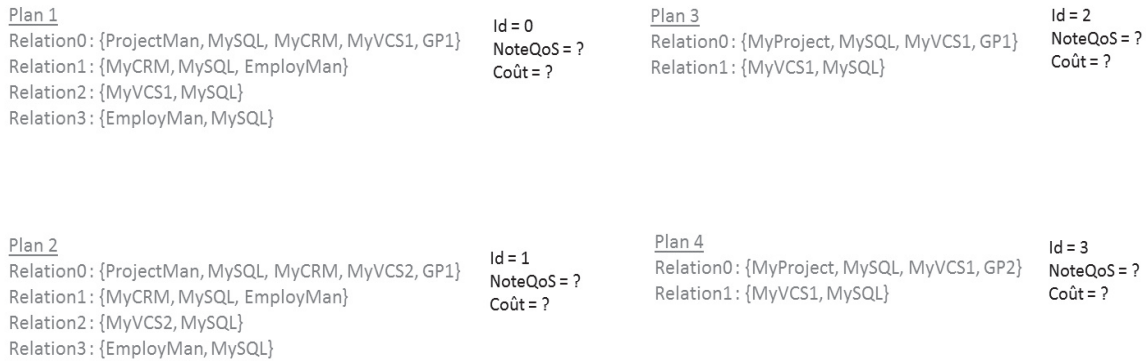 Plan 1
Relation0 : {ProjectMan, MySQL, MyCRM, MyVCS1, GP1}
Relation1 : {MyCRM, MySQL, EmployMan}
Relation2 : {MyVCS1, MySQL}
Relation3 : {EmployMan, MySQL}
Id = 0
NoteQoS = ?
Coût = ?
Plan 3
Relation0 : {MyProject, MySQL, MyVCS1, GP1}
Relation1 : {MyVCS1, MySQL}
Id = 2
NoteQoS = ?
Coût = ?
Plan 2
Relation0 : {ProjectMan, MySQL, MyCRM, MyVCS2, GP1}
Relation1 : {MyCRM, MySQL, EmployMan}
Relation2 : {MyVCS2, MySQL}
Relation3 : {EmployMan, MySQL}
Id = 1
NoteQoS = ?
Coût = ?
Plan 4
Relation0 : {MyProject, MySQL, MyVCS1, GP2}
Relation1 : {MyVCS1, MySQL}
Id = 3
NoteQoS = ?
Coût = ?